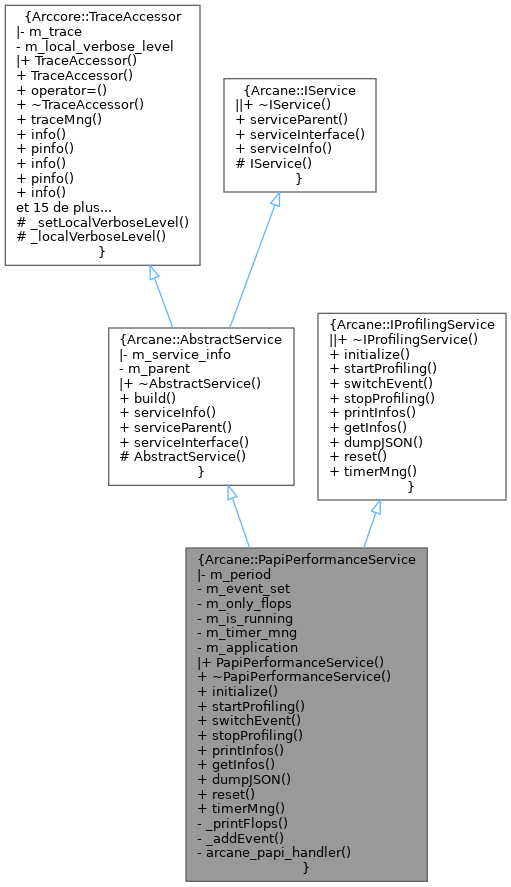 {Arccore::TraceAccessor
|- m_trace
- m_local_verbose_level
|+ TraceAccessor()
+ TraceAccessor()
+ operator=()
+ ~TraceAccessor()
+ traceMng()
+ info()
+ pinfo()
+ info()
+ pinfo()
+ info()
et 15 de plus...
# _setLocalVerboseLevel()
# _localVerboseLevel()
}
{Arcane::IService
||+ ~IService()
+ serviceParent()
+ serviceInterface()
+ serviceInfo()
# IService()
}
{Arcane::AbstractService
|- m_service_info
- m_parent
|+ ~AbstractService()
+ build()
+ serviceInfo()
+ serviceParent()
+ serviceInterface()
# AbstractService()
}
{Arcane::IProfilingService
||+ ~IProfilingService()
+ initialize()
+ startProfiling()
+ switchEvent()
+ stopProfiling()
+ printInfos()
+ getInfos()
+ dumpJSON()
+ reset()
+ timerMng()
}
{Arcane::PapiPerformanceService
|- m_period
- m_event_set
- m_only_flops
- m_is_running
- m_timer_mng
- m_application
|+ PapiPerformanceService()
+ ~PapiPerformanceService()
+ initialize()
+ startProfiling()
+ switchEvent()
+ stopProfiling()
+ printInfos()
+ getInfos()
+ dumpJSON()
+ reset()
+ timerMng()
- _printFlops()
- _addEvent()
- arcane_papi_handler()
}